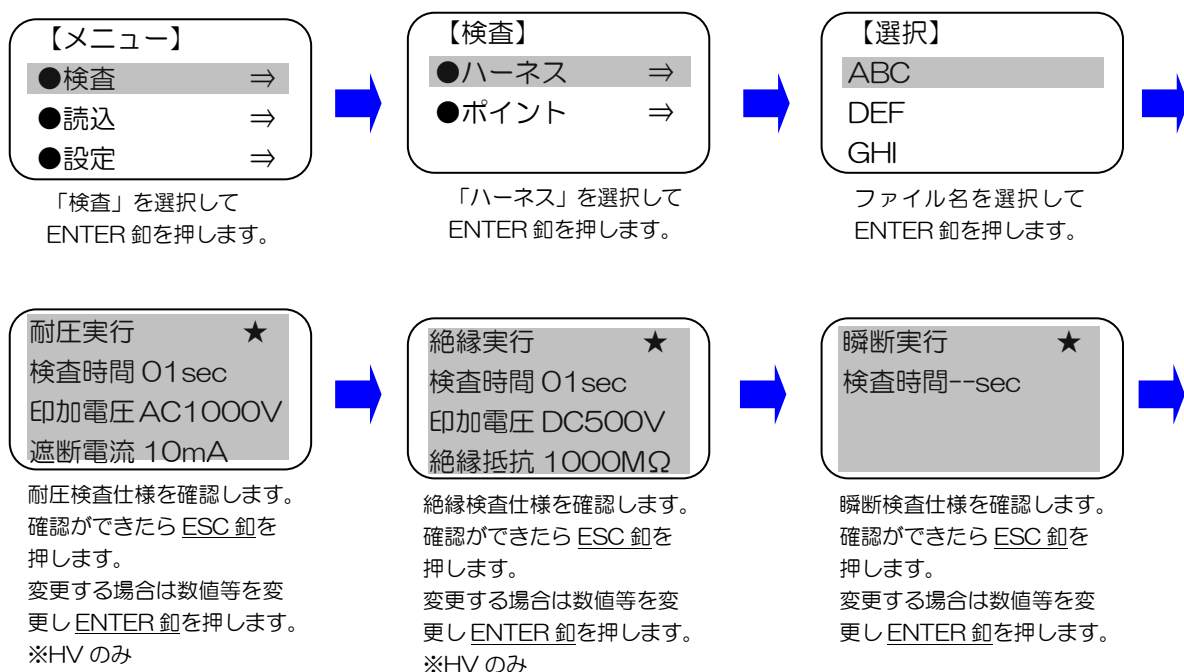 【メニュー】
●検査 ⇒
●読込 ⇒
●設定 ⇒
「検査」を選択して
ENTER 釦を押します。
【検査】
●ハーネス ⇒
●ポイント ⇒
「ハーネス」を選択して
ENTER 釦を押します。
【選択】
ABC
DEF
GHI
ファイル名を選択して
ENTER 釦を押します。
耐圧実行 ★
検査時間 01sec
印加電圧 AC1000V
遮断電流 10mA
耐圧検査仕様を確認します。
確認ができたら ESC 釦を
押します。
変更する場合は数値等を変
更し ENTER 釦を押します。
※HV のみ
絶縁実行 ★
検査時間 01sec
印加電圧 DC500V
絶縁抵抗 1000MΩ
絶縁検査仕様を確認します。
確認ができたら ESC 釦を
押します。
変更する場合は数値等を変
更し ENTER 釦を押します。
※HV のみ
瞬断実行 ★
検査時間--sec
瞬断検査仕様を確認します。
確認ができたら ESC 釦を
押します。
変更する場合は数値等を変
更し ENTER 釦を押します。